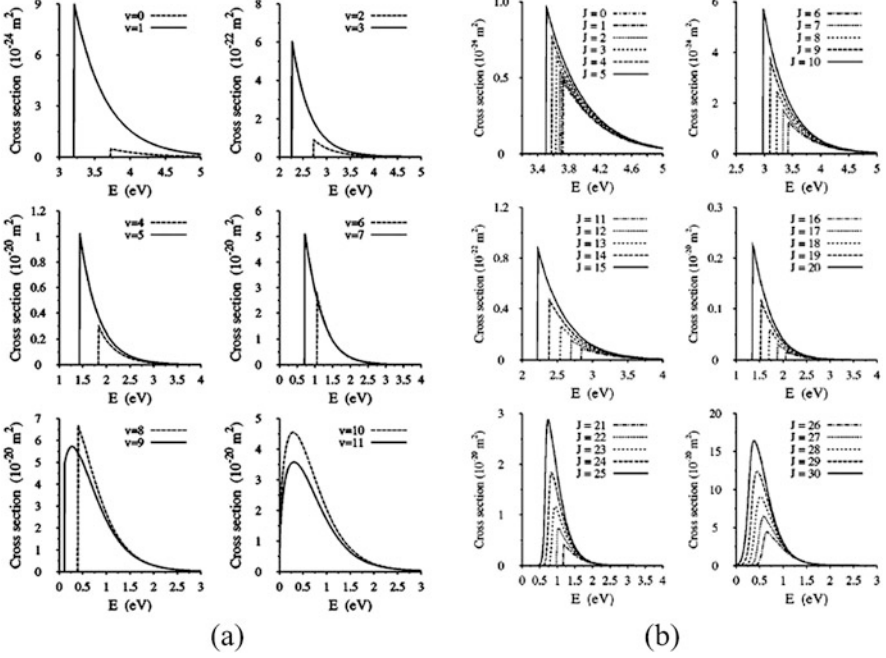 Cross section (10⁻²⁴ m²)
9
6
3
0
v=0
v=1
3 3.5 4 4.5 5
E (eV)
Cross section (10⁻²² m²)
8
6
4
2
0
v=2
v=3
2 2.5 3 3.5 4 4.5 5
E (eV)
Cross section (10⁻²⁰ m²)
1.2
1
0.8
0.6
0.4
0.2
0
v=4
v=5
1 1.5 2 2.5 3 3.5 4
E (eV)
Cross section (10⁻²⁰ m²)
6
5
4
3
2
1
0
v=6
v=7
0 0.5 1 1.5 2 2.5 3 3.5 4
E (eV)
Cross section (10⁻²⁰ m²)
7
6
5
4
3
2
1
0
v=8
v=9
0 0.5 1 1.5 2 2.5 3
E (eV)
Cross section (10⁻²⁰ m²)
5
4
3
2
1
0
v=10
v=11
0 0.5 1 1.5 2 2.5 3
E (eV)
(a)
Cross section (10⁻²⁴ m²)
1.0
0.5
0.0
J = 0
J = 1
J = 2
J = 3
J = 4
J = 5
3.4 3.8 4.2 4.6 5
E (eV)
Cross section (10⁻²⁴ m²)
6
4
2
0
J = 6
J = 7
J = 8
J = 9
J = 10
2.5 3 3.5 4 4.5 5
E (eV)
Cross section (10⁻²² m²)
1.2
0.8
0.4
0.0
J = 11
J = 12
J = 13
J = 14
J = 15
2 2.5 3 3.5 4
E (eV)
Cross section (10⁻²⁰ m²)
0.3
0.2
0.1
0.0
J = 16
J = 17
J = 18
J = 19
J = 20
1 1.5 2 2.5 3 3.5 4
E (eV)
Cross section (10⁻²⁰ m²)
3
2
1
0
J = 21
J = 22
J = 23
J = 24
J = 25
0 0.5 1 1.5 2 2.5 3 3.5 4
E (eV)
Cross section (10⁻²⁰ m²)
20
15
10
5
0
J = 26
J = 27
J = 28
J = 29
J = 30
0 0.5 1 1.5 2 2.5 3
E (eV)
(b)